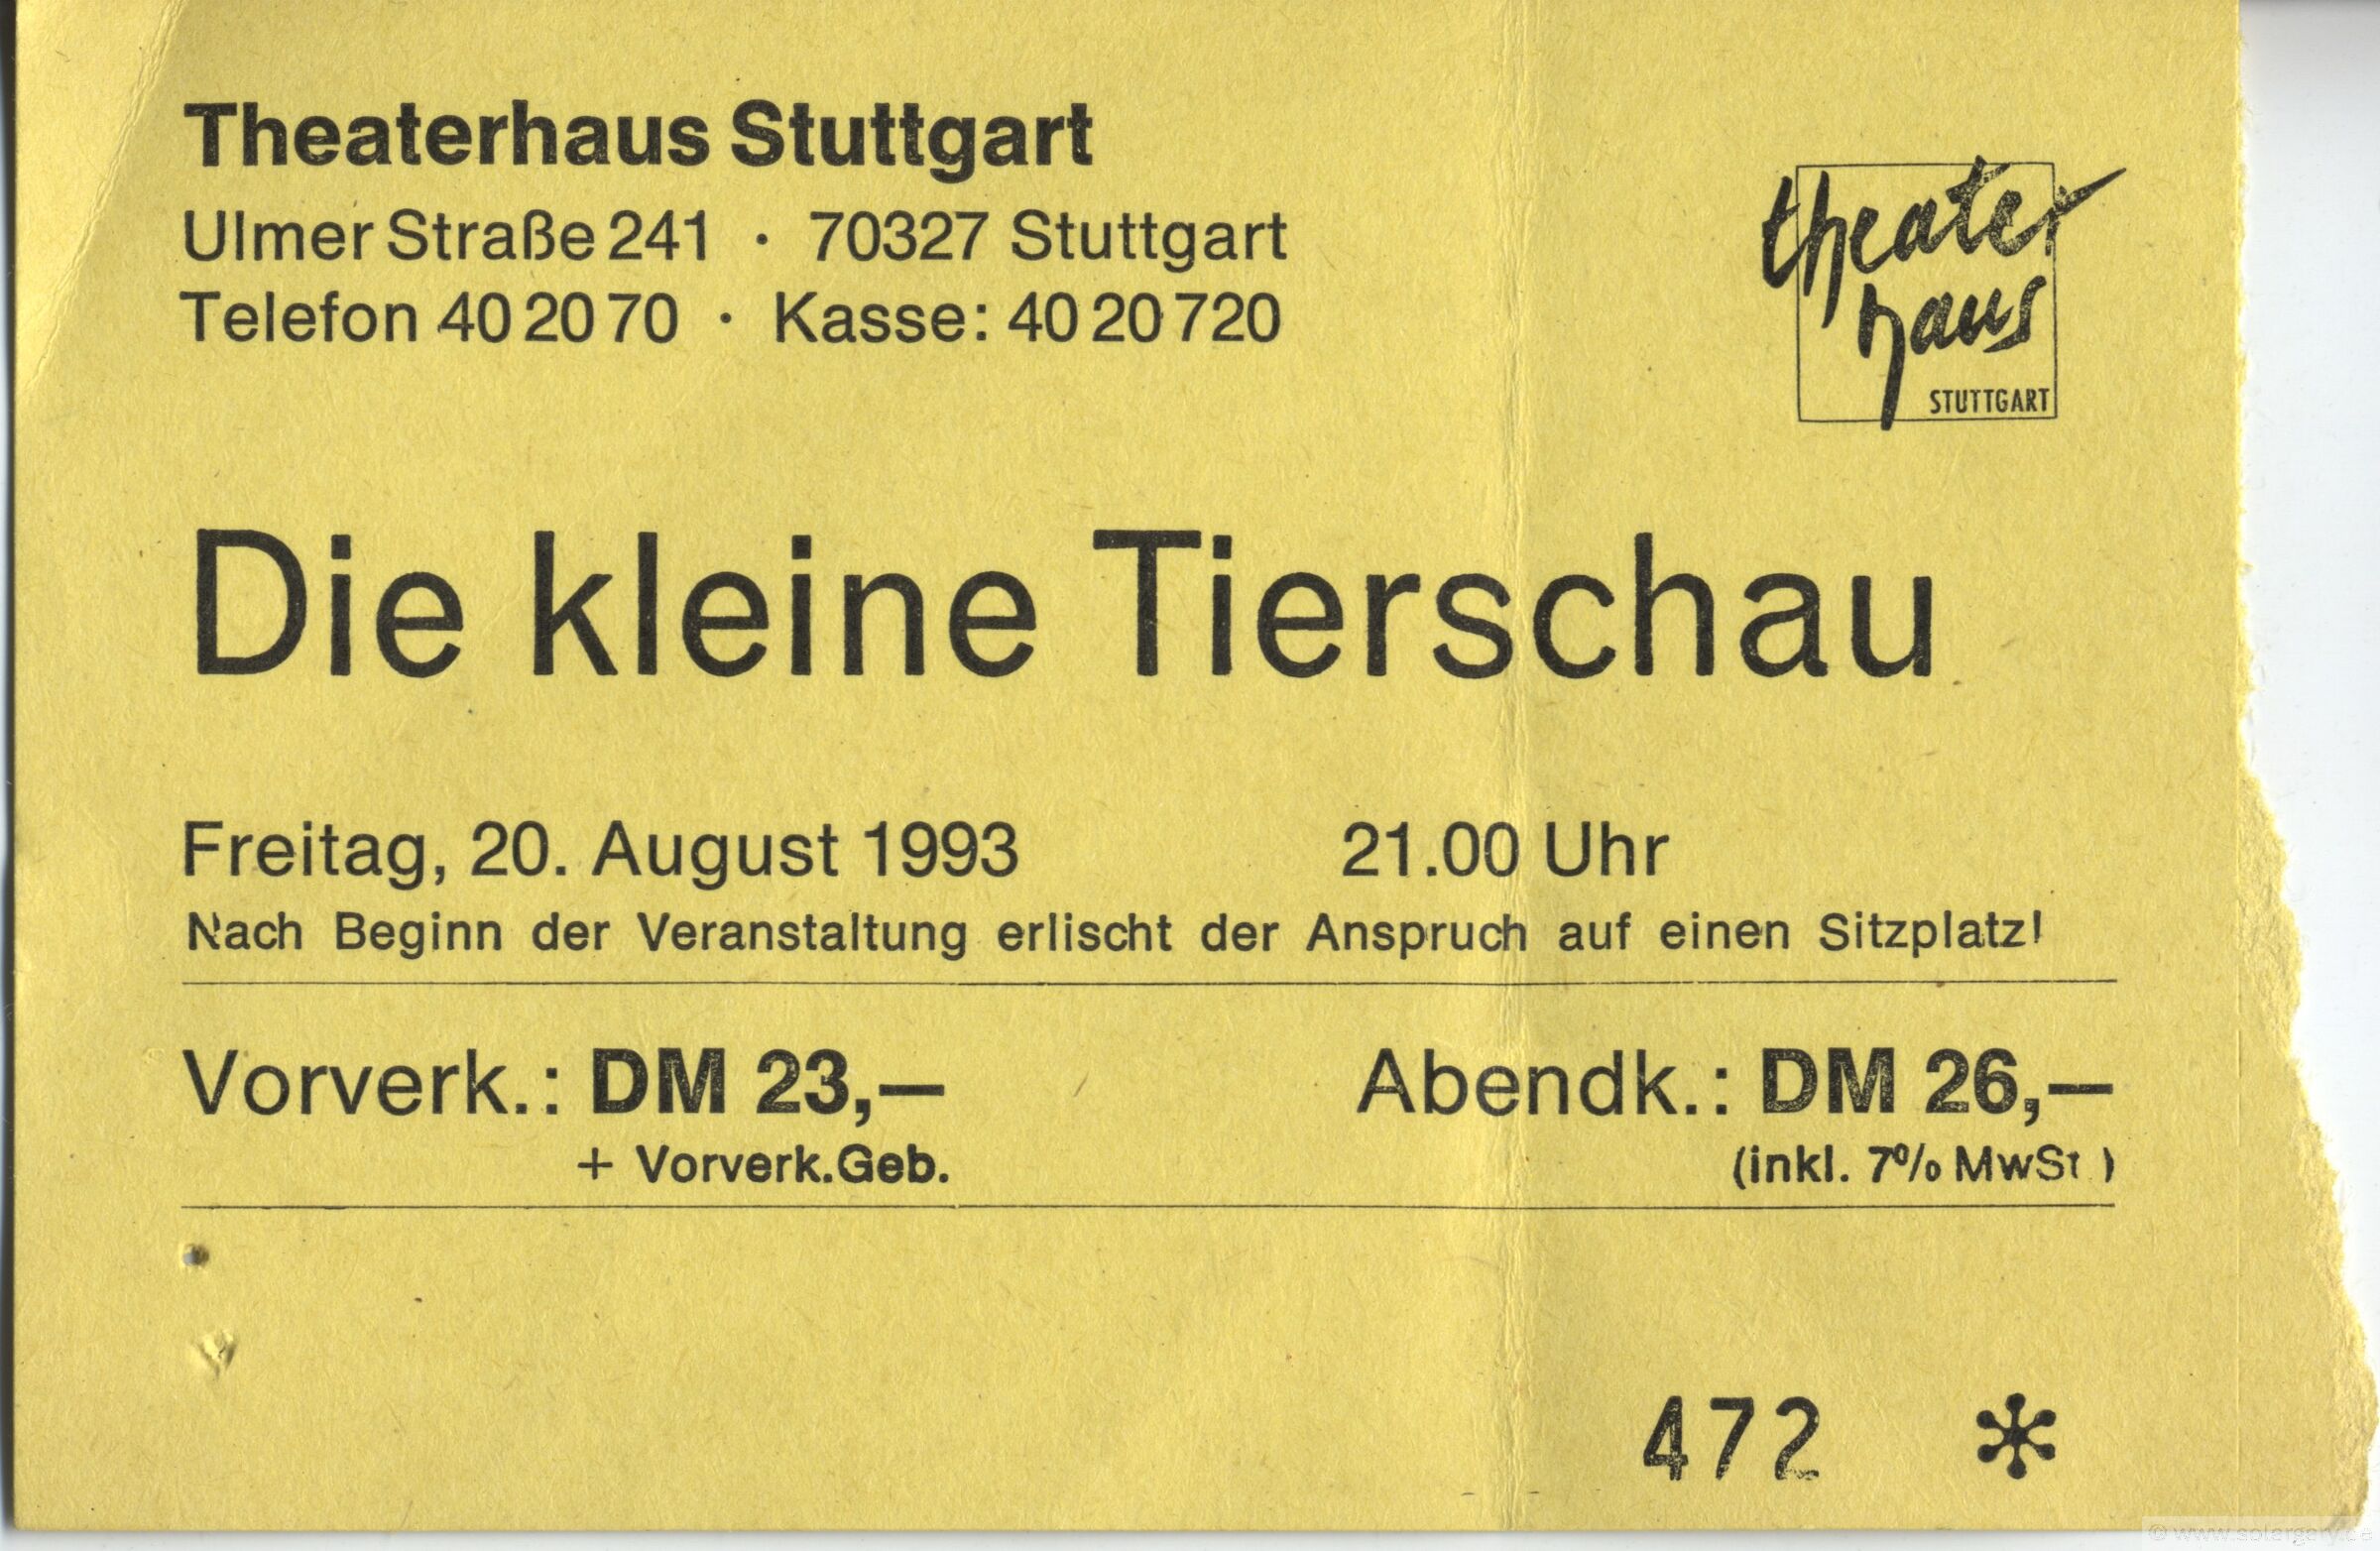 Theaterhaus Stuttgart
Ulmer Straße 241 · 70327 Stuttgart
Telefon 40 20 70 · Kasse: 40 20 720
theater
haus
STUTTGART
Die kleine Tierschau
Freitag, 20. August 1993 21.00 Uhr
Nach Beginn der Veranstaltung erlischt der Anspruch auf einen Sitzplatz!
Vorverk.: DM 23,— Abendk.: DM 26,—
+ Vorverk.Geb. (inkl. 7% MwSt.)
472 *